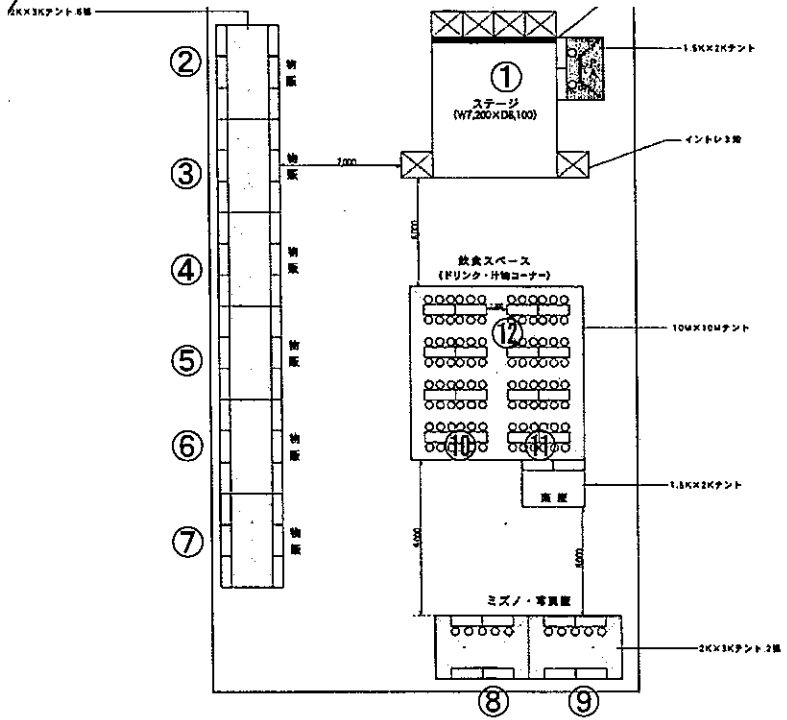 2K×3Kテント6張
②
物販
③
物販
④
物販
⑤
物販
⑥
物販
⑦
物販
①
ステージ
(W7,200×D8,100)
1.5K×2Kテント
イントレ3段
7,000
6,000
飲食スペース
(ドリンク・汁物コーナー)
⑫
10M×10Mテント
⑩
⑪
1.5K×2Kテント
ミズノ・写真館
2K×3Kテント2張
⑧
⑨